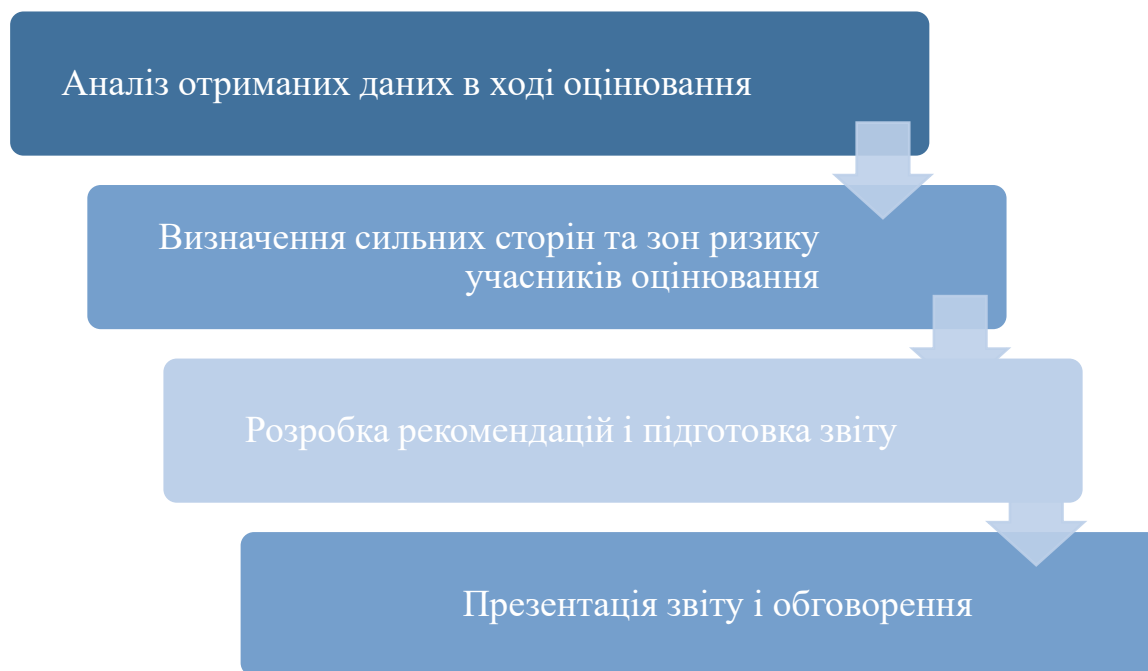 Аналіз отриманих даних в ході оцінювання
Визначення сильних сторін та зон ризику
учасників оцінювання
Розробка рекомендацій і підготовка звіту
Презентація звіту і обговорення